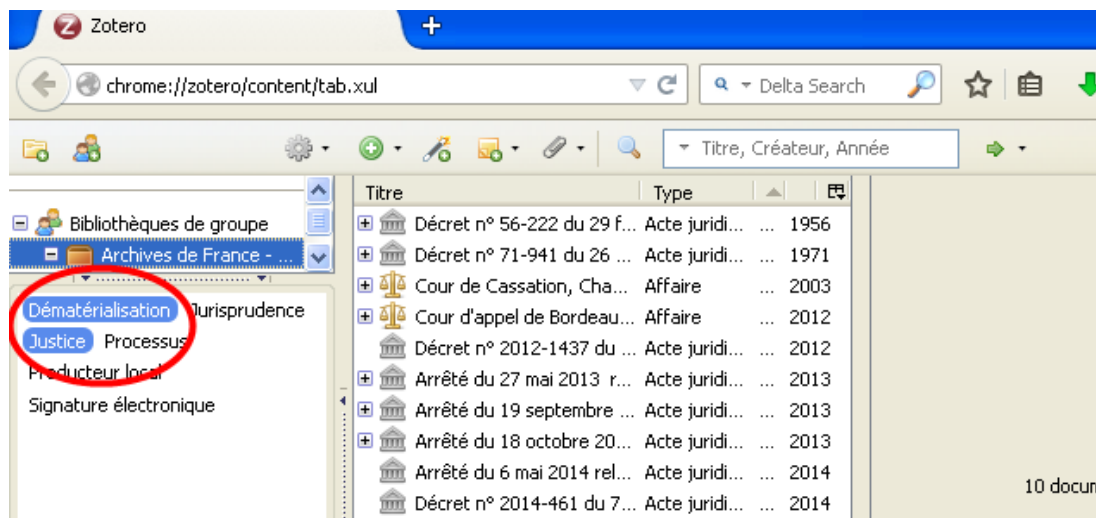 Zotero
chrome://zotero/content/tab.xul
Delta Search
Titre, Créateur, Année
Bibliothèques de groupe
Archives de France - ...
Dématérialisation Jurisprudence
Justice Processus
Producteur local
Signature électronique
Titre Type
Décret n° 56-222 du 29 f... Acte juridi... ... 1956
Décret n° 71-941 du 26 ... Acte juridi... ... 1971
Cour de Cassation, Cha... Affaire ... 2003
Cour d'appel de Bordeau... Affaire ... 2012
Décret n° 2012-1437 du ... Acte juridi... ... 2012
Arrêté du 27 mai 2013 r... Acte juridi... ... 2013
Arrêté du 19 septembre ... Acte juridi... ... 2013
Arrêté du 18 octobre 20... Acte juridi... ... 2013
Arrêté du 6 mai 2014 rel... Acte juridi... ... 2014
Décret n° 2014-461 du 7... Acte juridi... ... 2014
10 docum